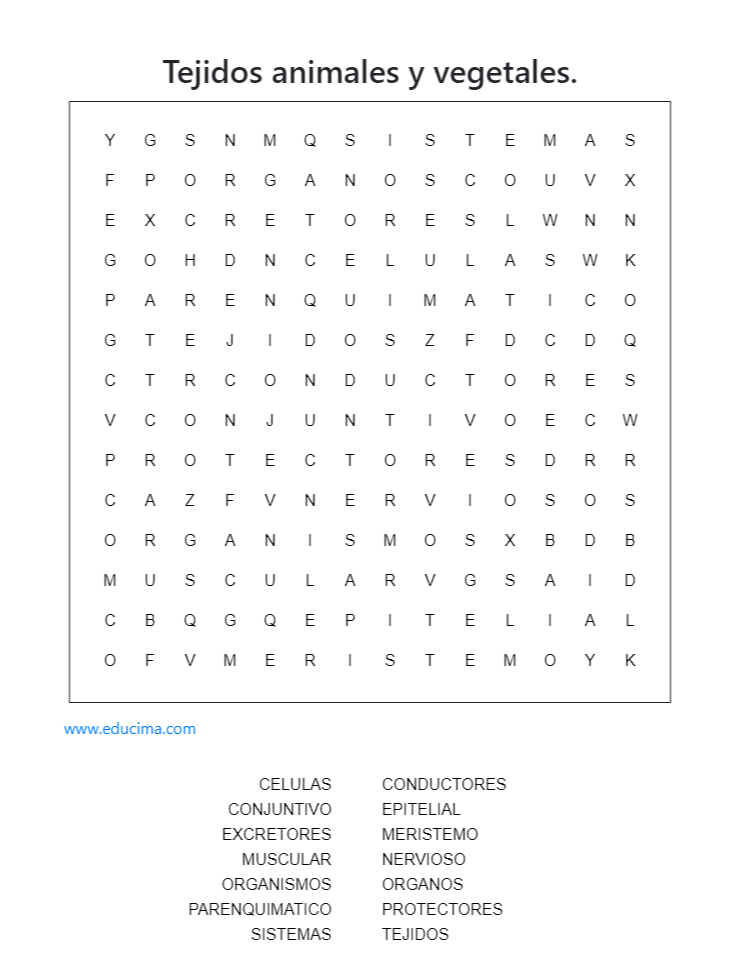 Tejidos animales y vegetales.
Y G S N M Q S I S T E M A S
F P O R G A N O S C O U V X
E X C R E T O R E S L W N N
G O H D N C E L U L A S W K
P A R E N Q U I M A T I C O
G T E J I D O S Z F D C D Q
C T R C O N D U C T O R E S
V C O N J U N T I V O E C W
P R O T E C T O R E S D R R
C A Z F V N E R V I O S O S
O R G A N I S M O S X B D B
M U S C U L A R V G S A I D
C B Q G Q E P I T E L I A L
O F V M E R I S T E M O Y K
www.educima.com
CELULAS CONDUCTORES
CONJUNTIVO EPITELIAL
EXCRETORES MERISTEMO
MUSCULAR NERVIOSO
ORGANISMOS ORGANOS
PARENQUIMATICO PROTECTORES
SISTEMAS TEJIDOS